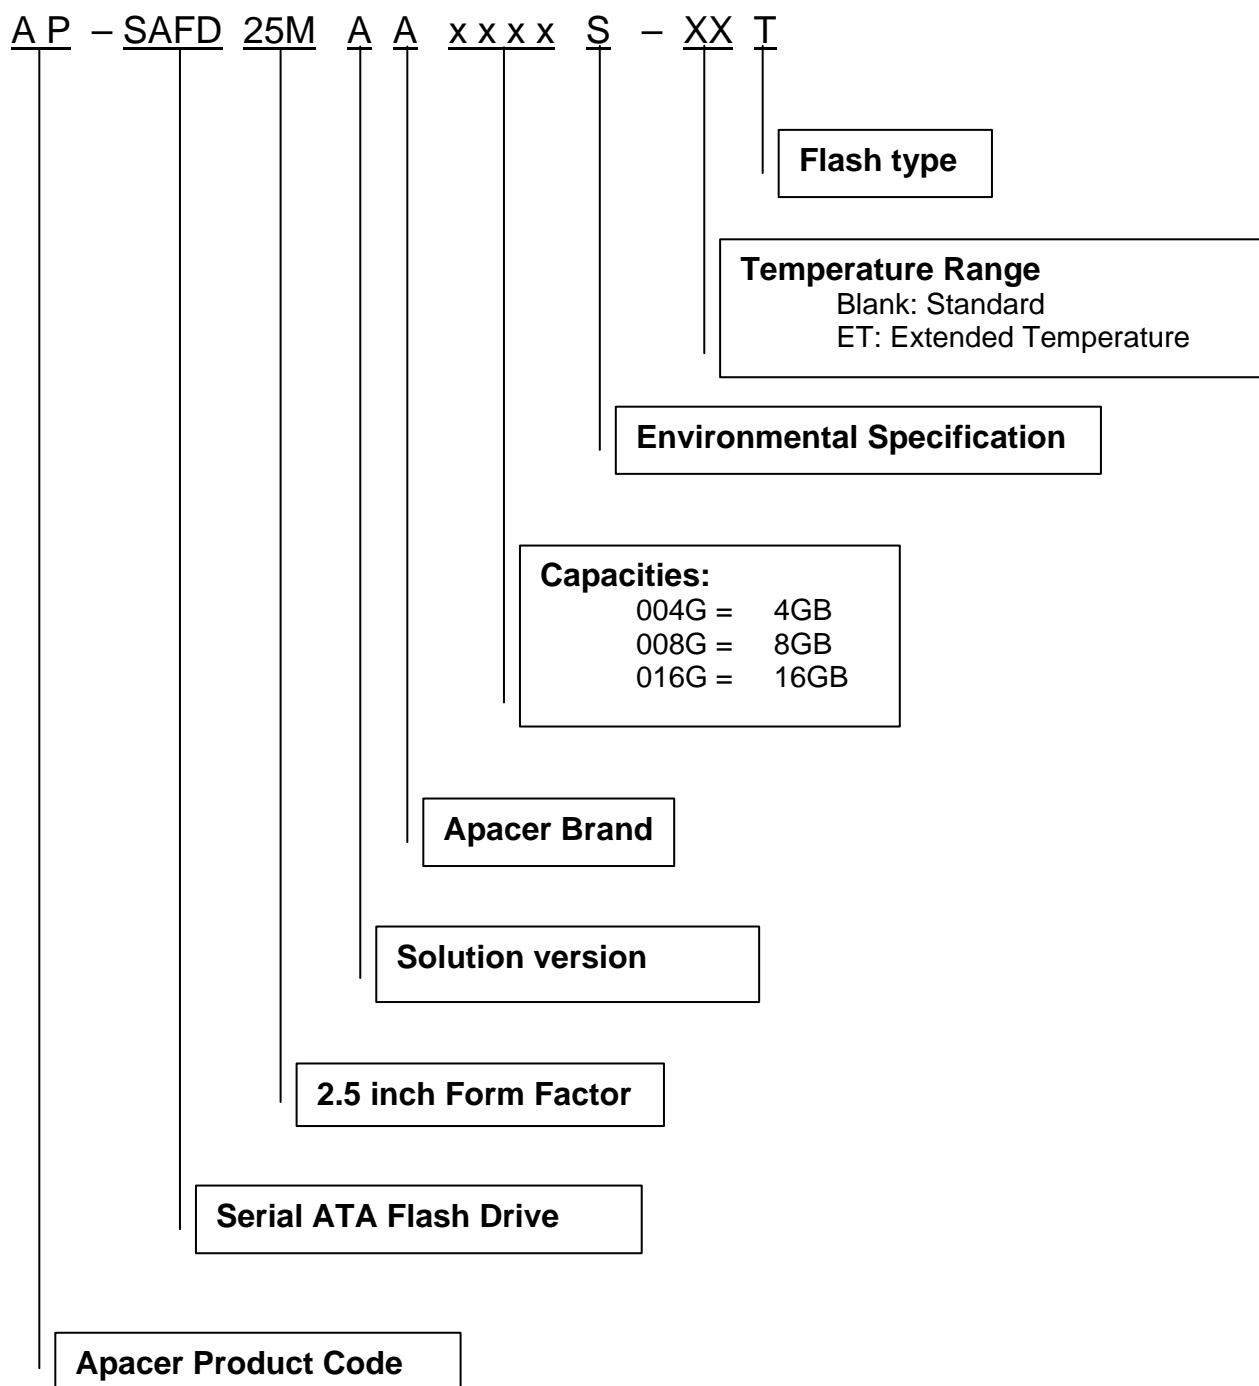 A P – SAFD 25M A A x x x x S – XX T
Flash type
Temperature Range
Blank: Standard
ET: Extended Temperature
Environmental Specification
Capacities:
004G = 4GB
008G = 8GB
016G = 16GB
Apacer Brand
Solution version
2.5 inch Form Factor
Serial ATA Flash Drive
Apacer Product Code